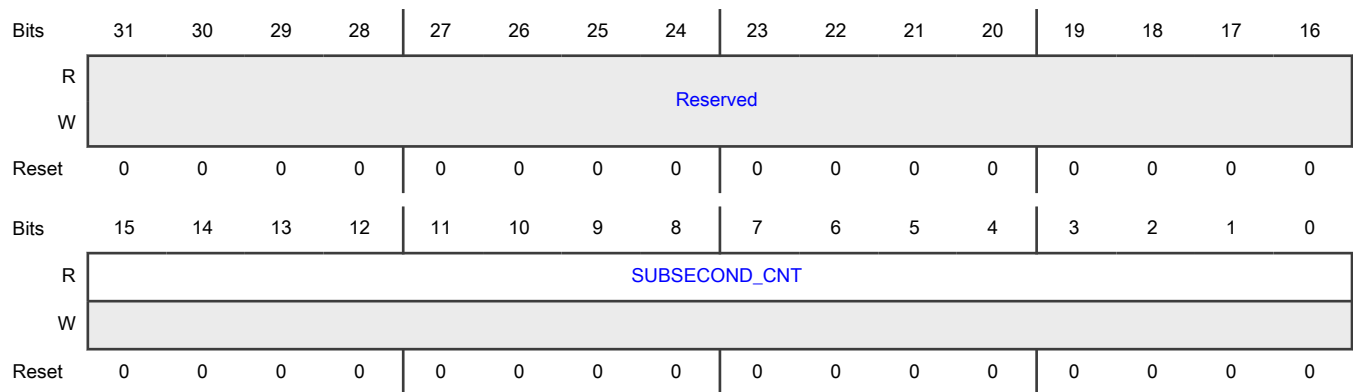 Bits 31 30 29 28 27 26 25 24 23 22 21 20 19 18 17 16
R
Reserved
W
Reset 0 0 0 0 0 0 0 0 0 0 0 0 0 0 0 0
Bits 15 14 13 12 11 10 9 8 7 6 5 4 3 2 1 0
R SUBSECOND_CNT
W
Reset 0 0 0 0 0 0 0 0 0 0 0 0 0 0 0 0